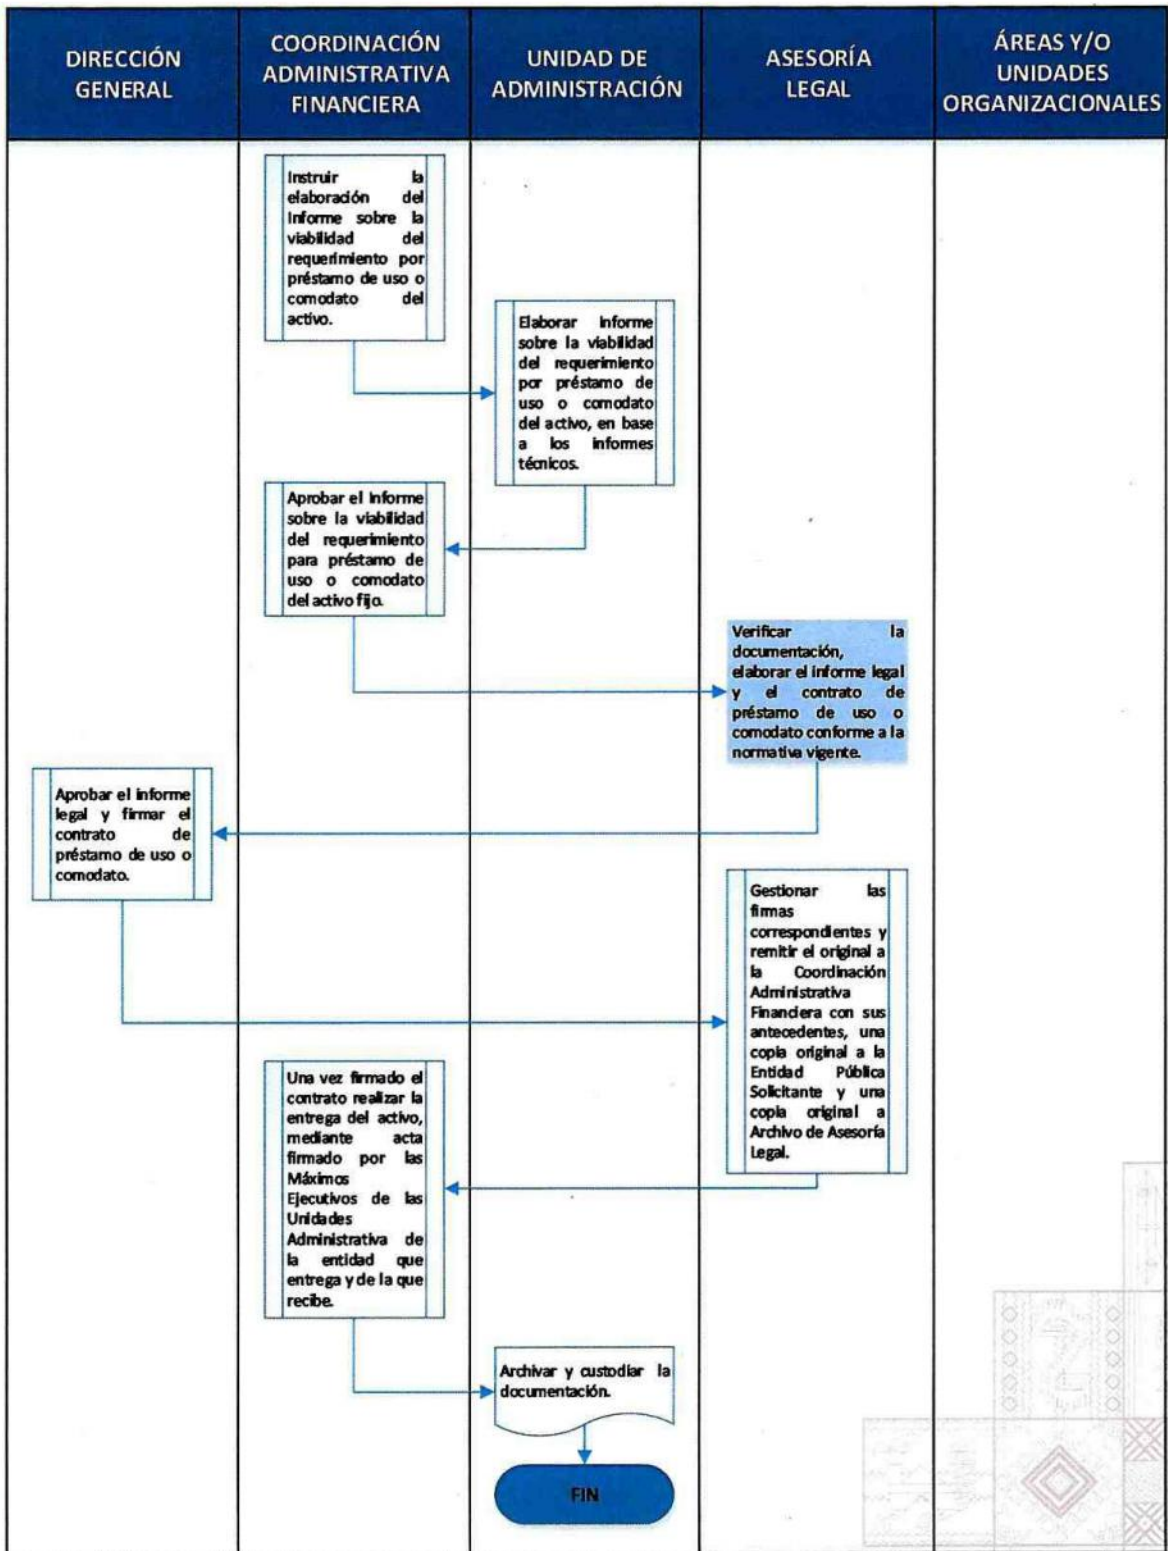 DIRECCIÓN
GENERAL
COORDINACIÓN
ADMINISTRATIVA
FINANCIERA
UNIDAD DE
ADMINISTRACIÓN
ASESORÍA
LEGAL
ÁREAS Y/O
UNIDADES
ORGANIZACIONALES
Instruir la
elaboración del
Informe sobre la
viabilidad del
requerimiento por
préstamo de uso o
comodato del
activo.
Elaborar Informe
sobre la viabilidad
del requerimiento
por préstamo de
uso o comodato
del activo, en base
a los informes
técnicos.
Aprobar el Informe
sobre la viabilidad
del requerimiento
para préstamo de
uso o comodato
del activo fijo.
Verificar la
documentación,
elaborar el informe legal
y el contrato de
préstamo de uso o
comodato conforme a la
normativa vigente.
Aprobar el informe
legal y firmar el
contrato de
préstamo de uso o
comodato.
Gestionar las
firmas
correspondientes y
remitir el original a
la Coordinación
Administrativa
Financiera con sus
antecedentes, una
copia original a la
Entidad Pública
Solicitante y una
copia original a
Archivo de Asesoría
Legal.
Una vez firmado el
contrato realizar la
entrega del activo,
mediante acta
firmado por las
Máximos
Ejecutivos de las
Unidades
Administrativa de
la entidad que
entrega y de la que
recibe.
Archivar y custodiar la
documentación.
FIN